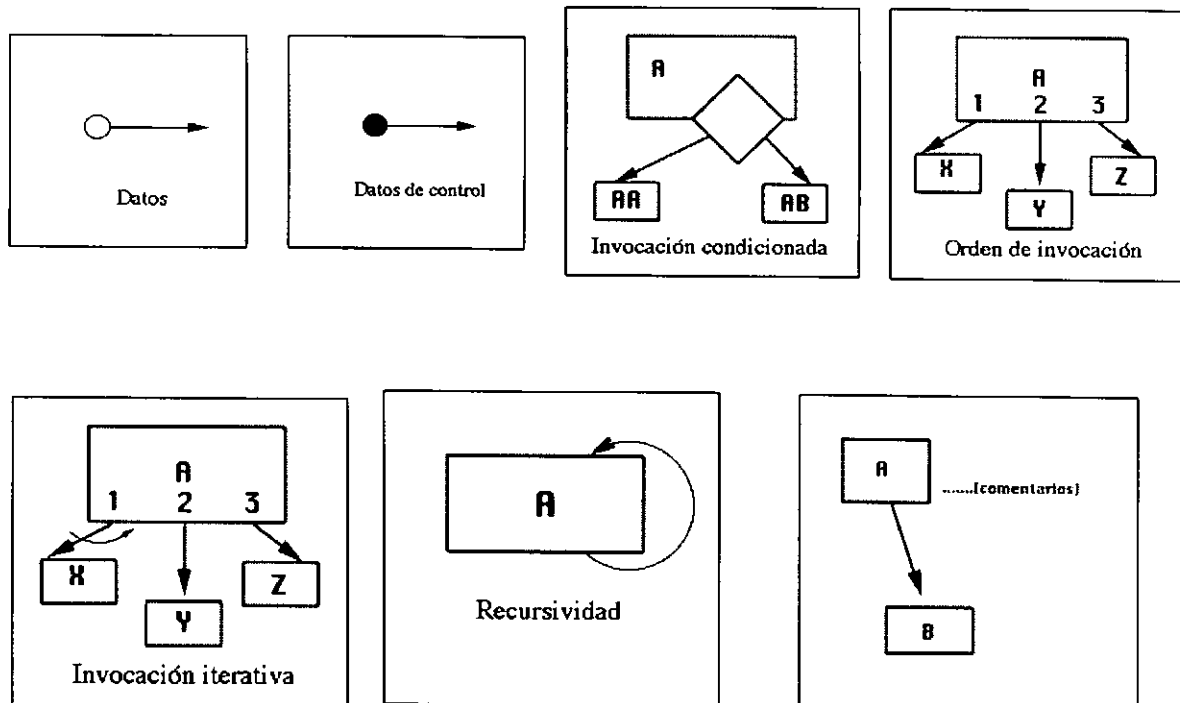 Datos
Datos de control
A
AA
AB
Invocación condicionada
A
1 2 3
X
Y
Z
Orden de invocación
A
1 2 3
X
Y
Z
Invocación iterativa
A
Recursividad
A
.......(comentarios)
B